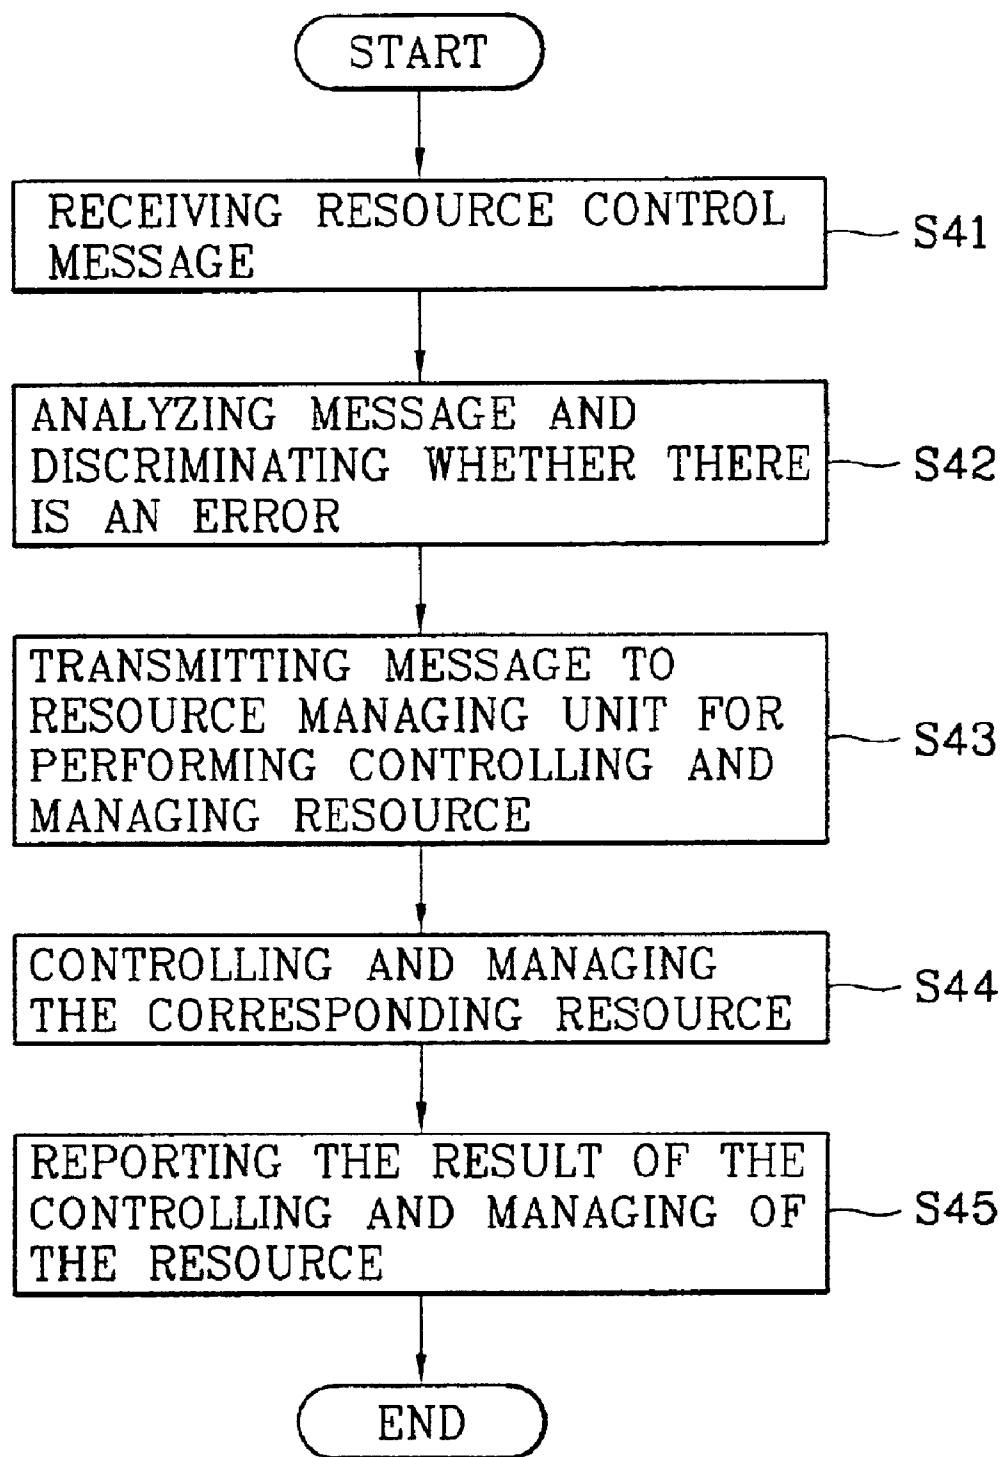 START
RECEIVING RESOURCE CONTROL
MESSAGE
S41
ANALYZING MESSAGE AND
DISCRIMINATING WHETHER THERE
IS AN ERROR
S42
TRANSMITTING MESSAGE TO
RESOURCE MANAGING UNIT FOR
PERFORMING CONTROLLING AND
MANAGING RESOURCE
S43
CONTROLLING AND MANAGING
THE CORRESPONDING RESOURCE
S44
REPORTING THE RESULT OF THE
CONTROLLING AND MANAGING OF
THE RESOURCE
S45
END